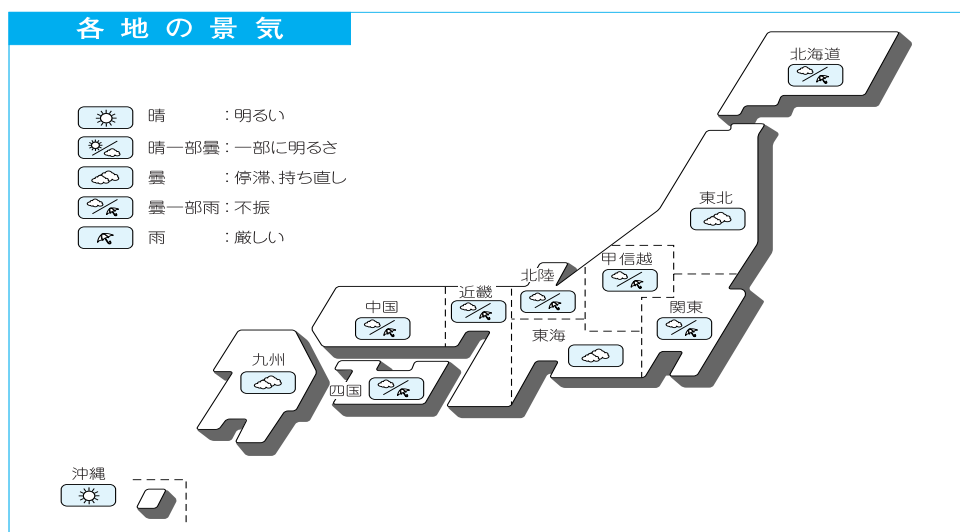 各地の景気
晴　：明るい
晴一部曇：一部に明るさ
曇　：停滞、持ち直し
曇一部雨：不振
雨　：厳しい
北海道
東北
甲信越
北陸
近畿
中国
関東
東海
九州
四国
沖縄